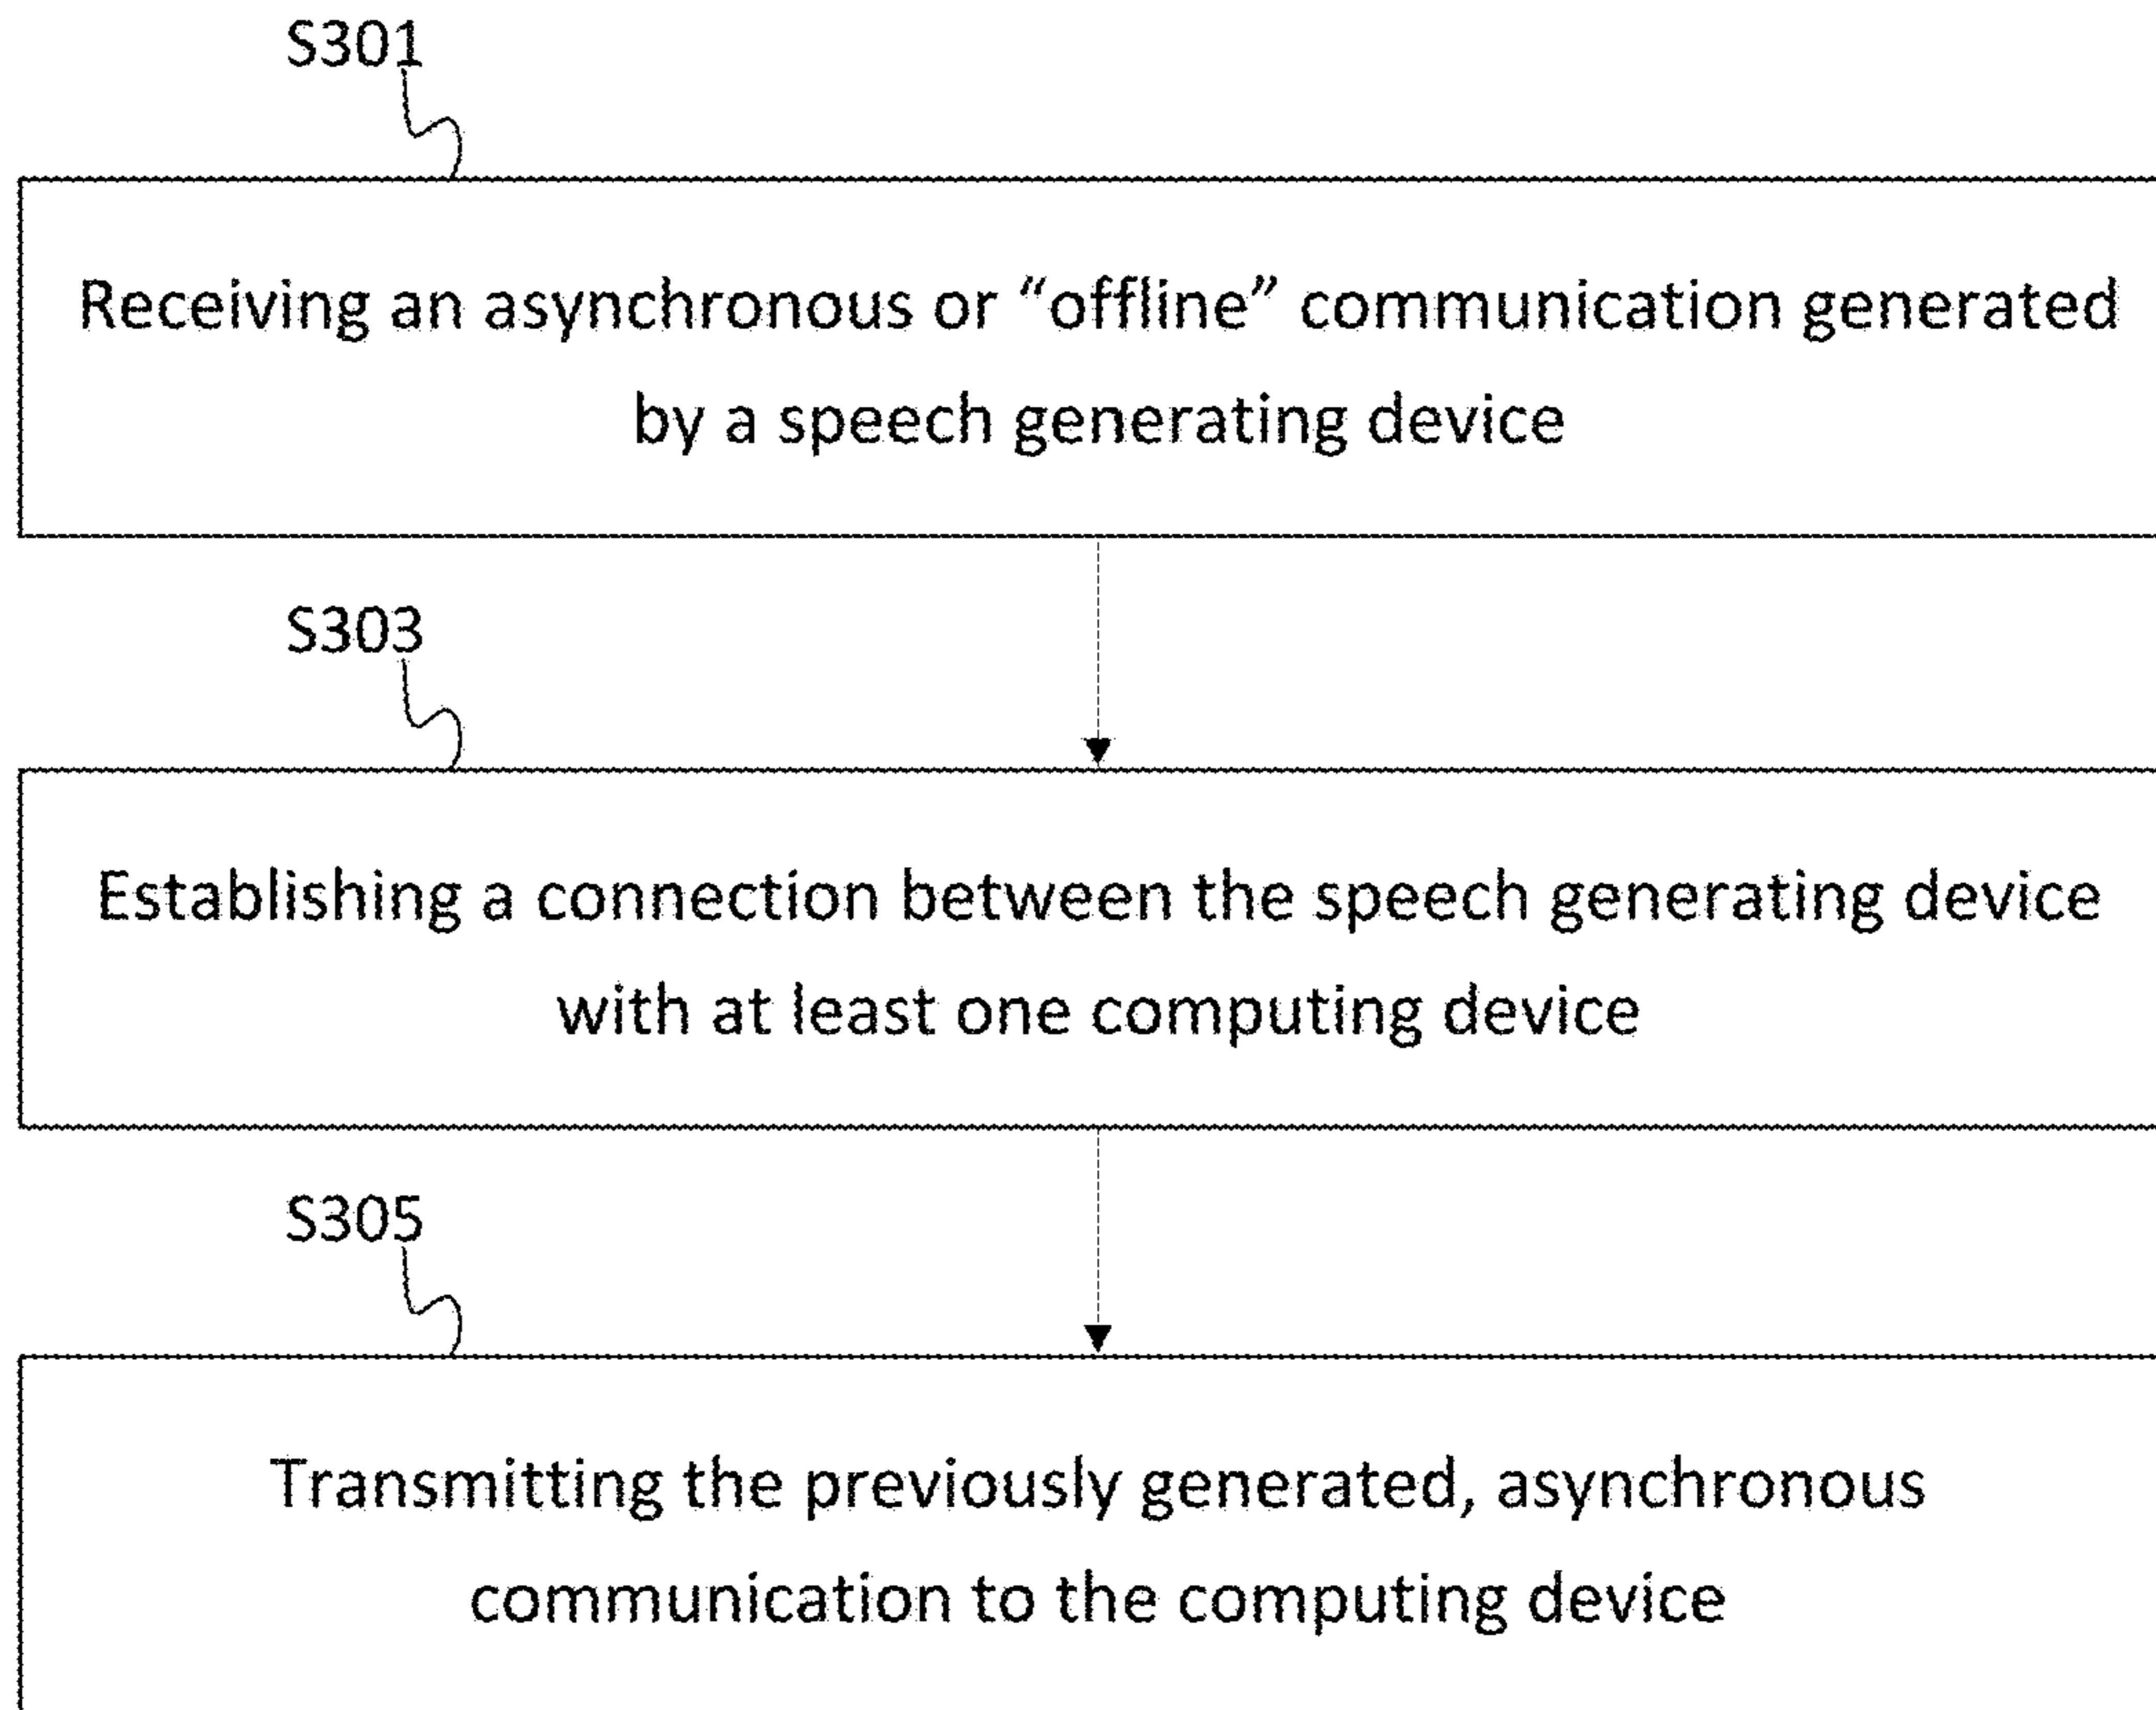 S301
Receiving an asynchronous or “offline” communication generated
by a speech generating device
S303
Establishing a connection between the speech generating device
with at least one computing device
S305
Transmitting the previously generated, asynchronous
communication to the computing device